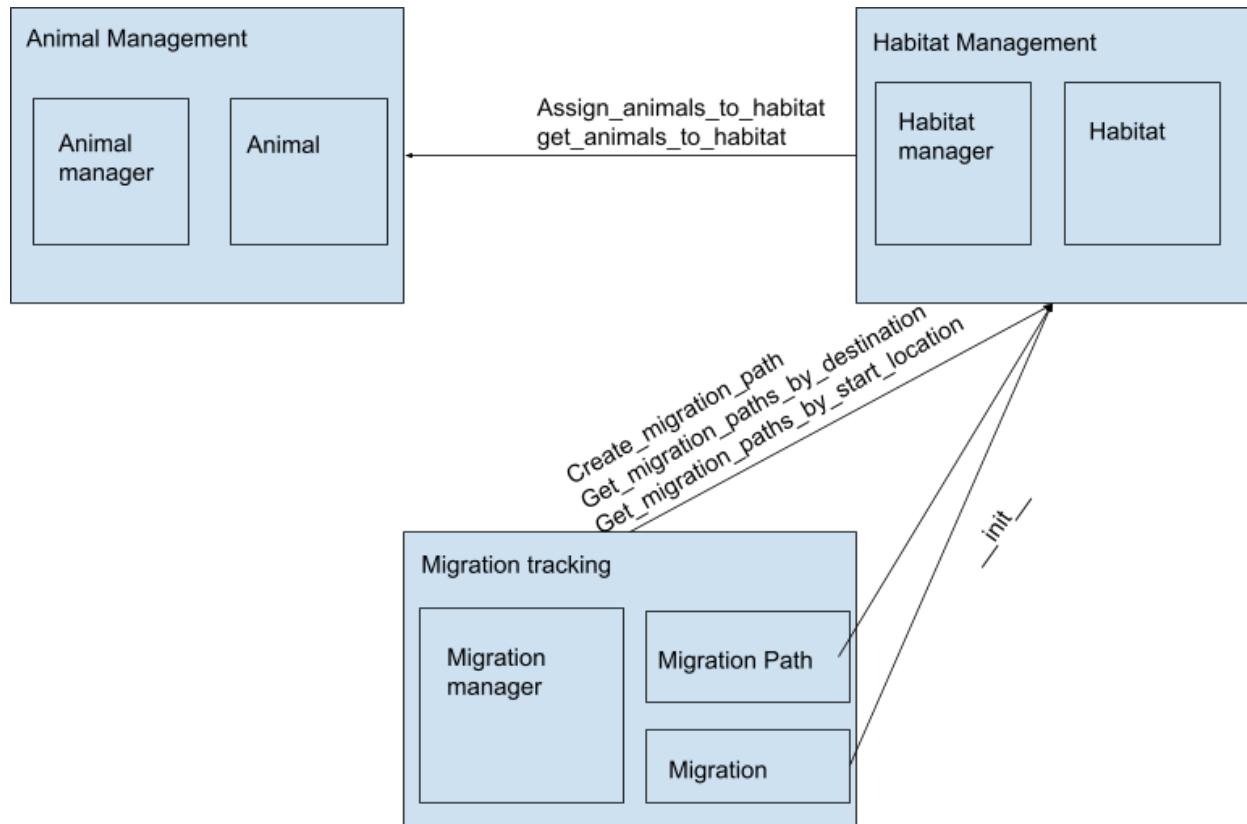 Animal Management
Animal
manager
Animal
Assign_animals_to_habitat
get_animals_to_habitat
Habitat Management
Habitat
manager
Habitat
Create_migration_path
Get_migration_paths_by_destination
Get_migration_paths_by_start_location
__init__
Migration tracking
Migration
manager
Migration Path
Migration